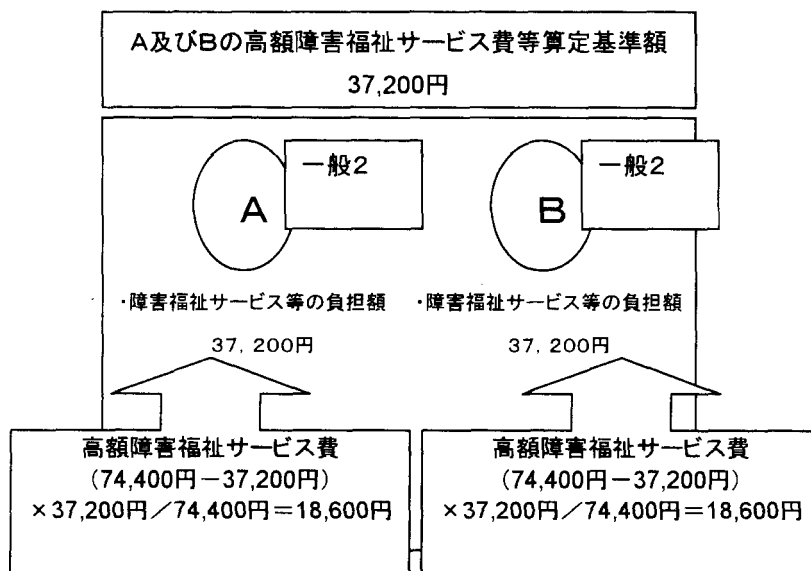 A及びBの高額障害福祉サービス費等算定基準額
37,200円
一般2
A
一般2
B
・障害福祉サービス等の負担額
37,200円
・障害福祉サービス等の負担額
37,200円
高額障害福祉サービス費
(74,400円-37,200円)
×37,200円/74,400円=18,600円
高額障害福祉サービス費
(74,400円-37,200円)
×37,200円/74,400円=18,600円